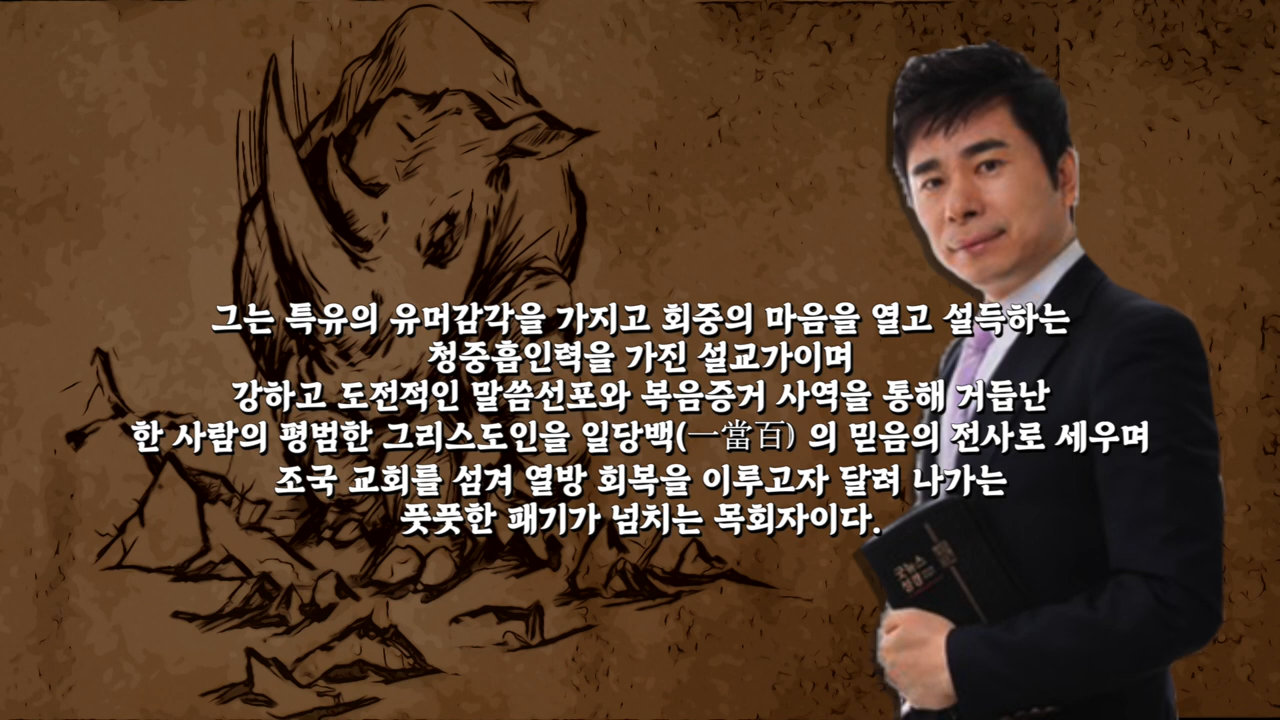 그는 특유의 유머감각을 가지고 회중의 마음을 열고 설득하는
청중흡인력을 가진 설교가이며
강하고 도전적인 말씀선포와 복음증거 사역을 통해 거듭난
한 사람의 평범한 그리스도인을 일당백(一當百) 의 믿음의 전사로 세우며
조국 교회를 섬겨 열방 회복을 이루고자 달려 나가는
풋풋한 패기가 넘치는 목회자이다.
굿뉴스